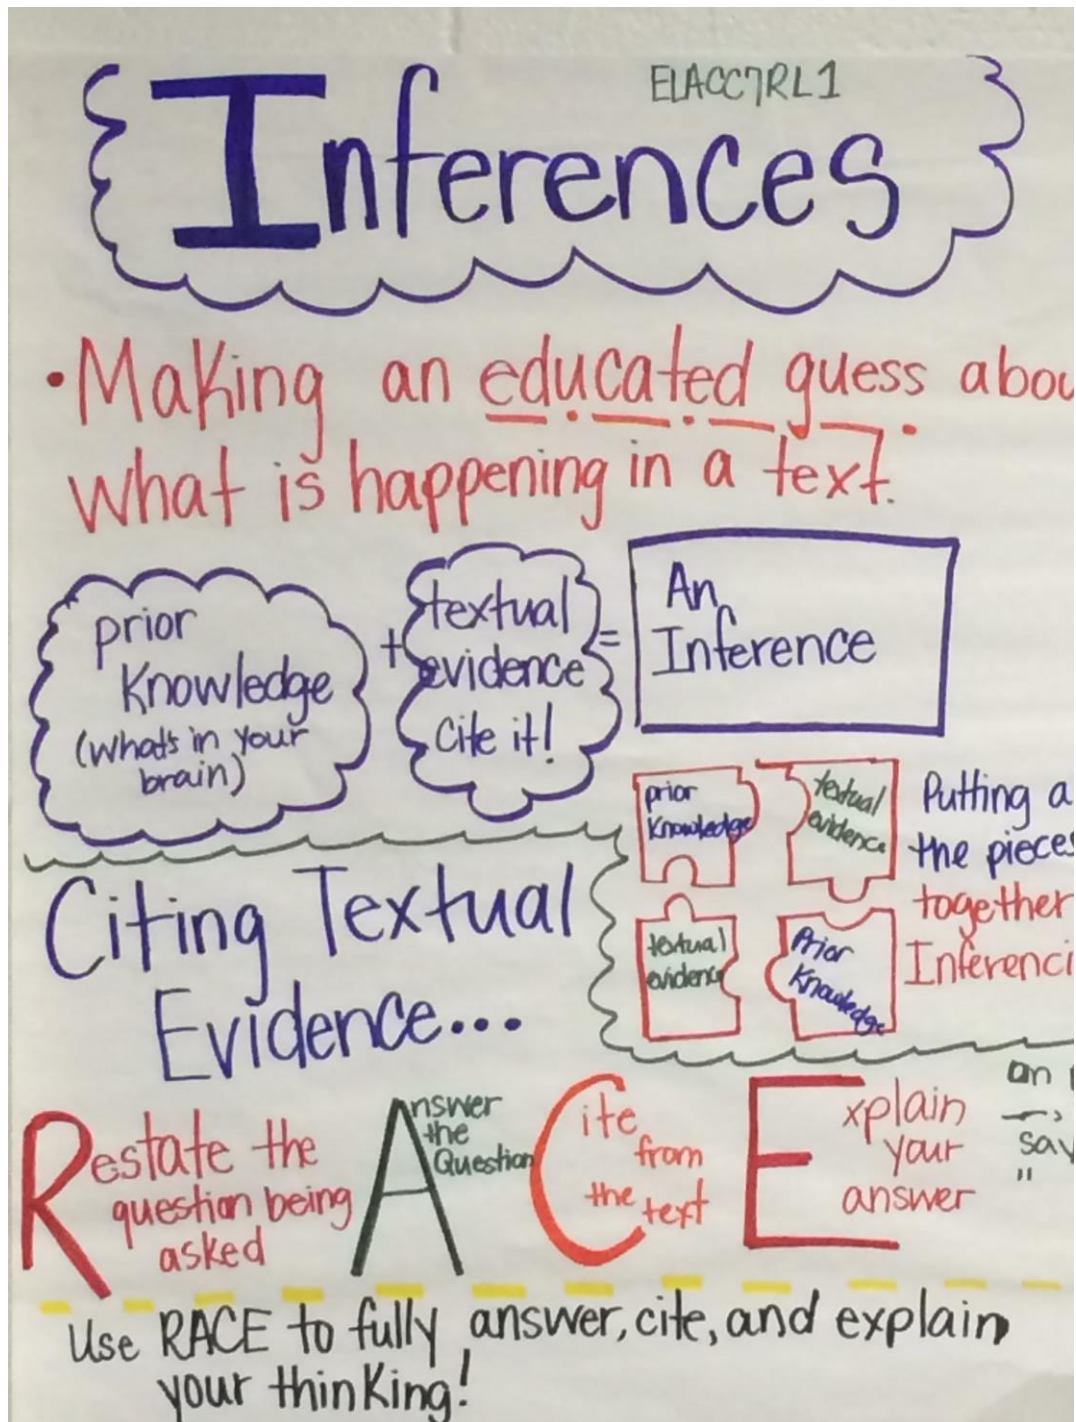 ELACC7RL1
Inferences
• Making an educated guess abou
what is happening in a text.
prior
Knowledge
(what's in your
brain)
+
textual
evidence
cite it!
=
An
Inference
prior
Knowledge
textual
evidence
textual
evidence
Prior
Knowledge
Putting a
the pieces
together
Inferenci
Citing Textual
Evidence...
Restate the
question being
asked
Answer
the
Question
Cite
from
the text
Explain
your
answer
on
say
"
Use RACE to fully answer, cite, and explain
your thinking!